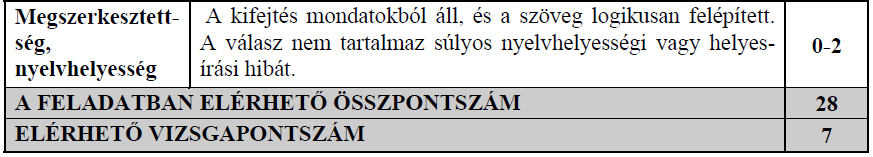 Megszerkesztett-
ség,
nyelvhelyesség
A kifejtés mondatokból áll, és a szöveg logikusan felépített.
A válasz nem tartalmaz súlyos nyelvhelyességi vagy helyes-
írási hibát.
0-2
A FELADATBAN ELÉRHETŐ ÖSSZPONTSZÁM 28
ELÉRHETŐ VIZSGAPONTSZÁM 7